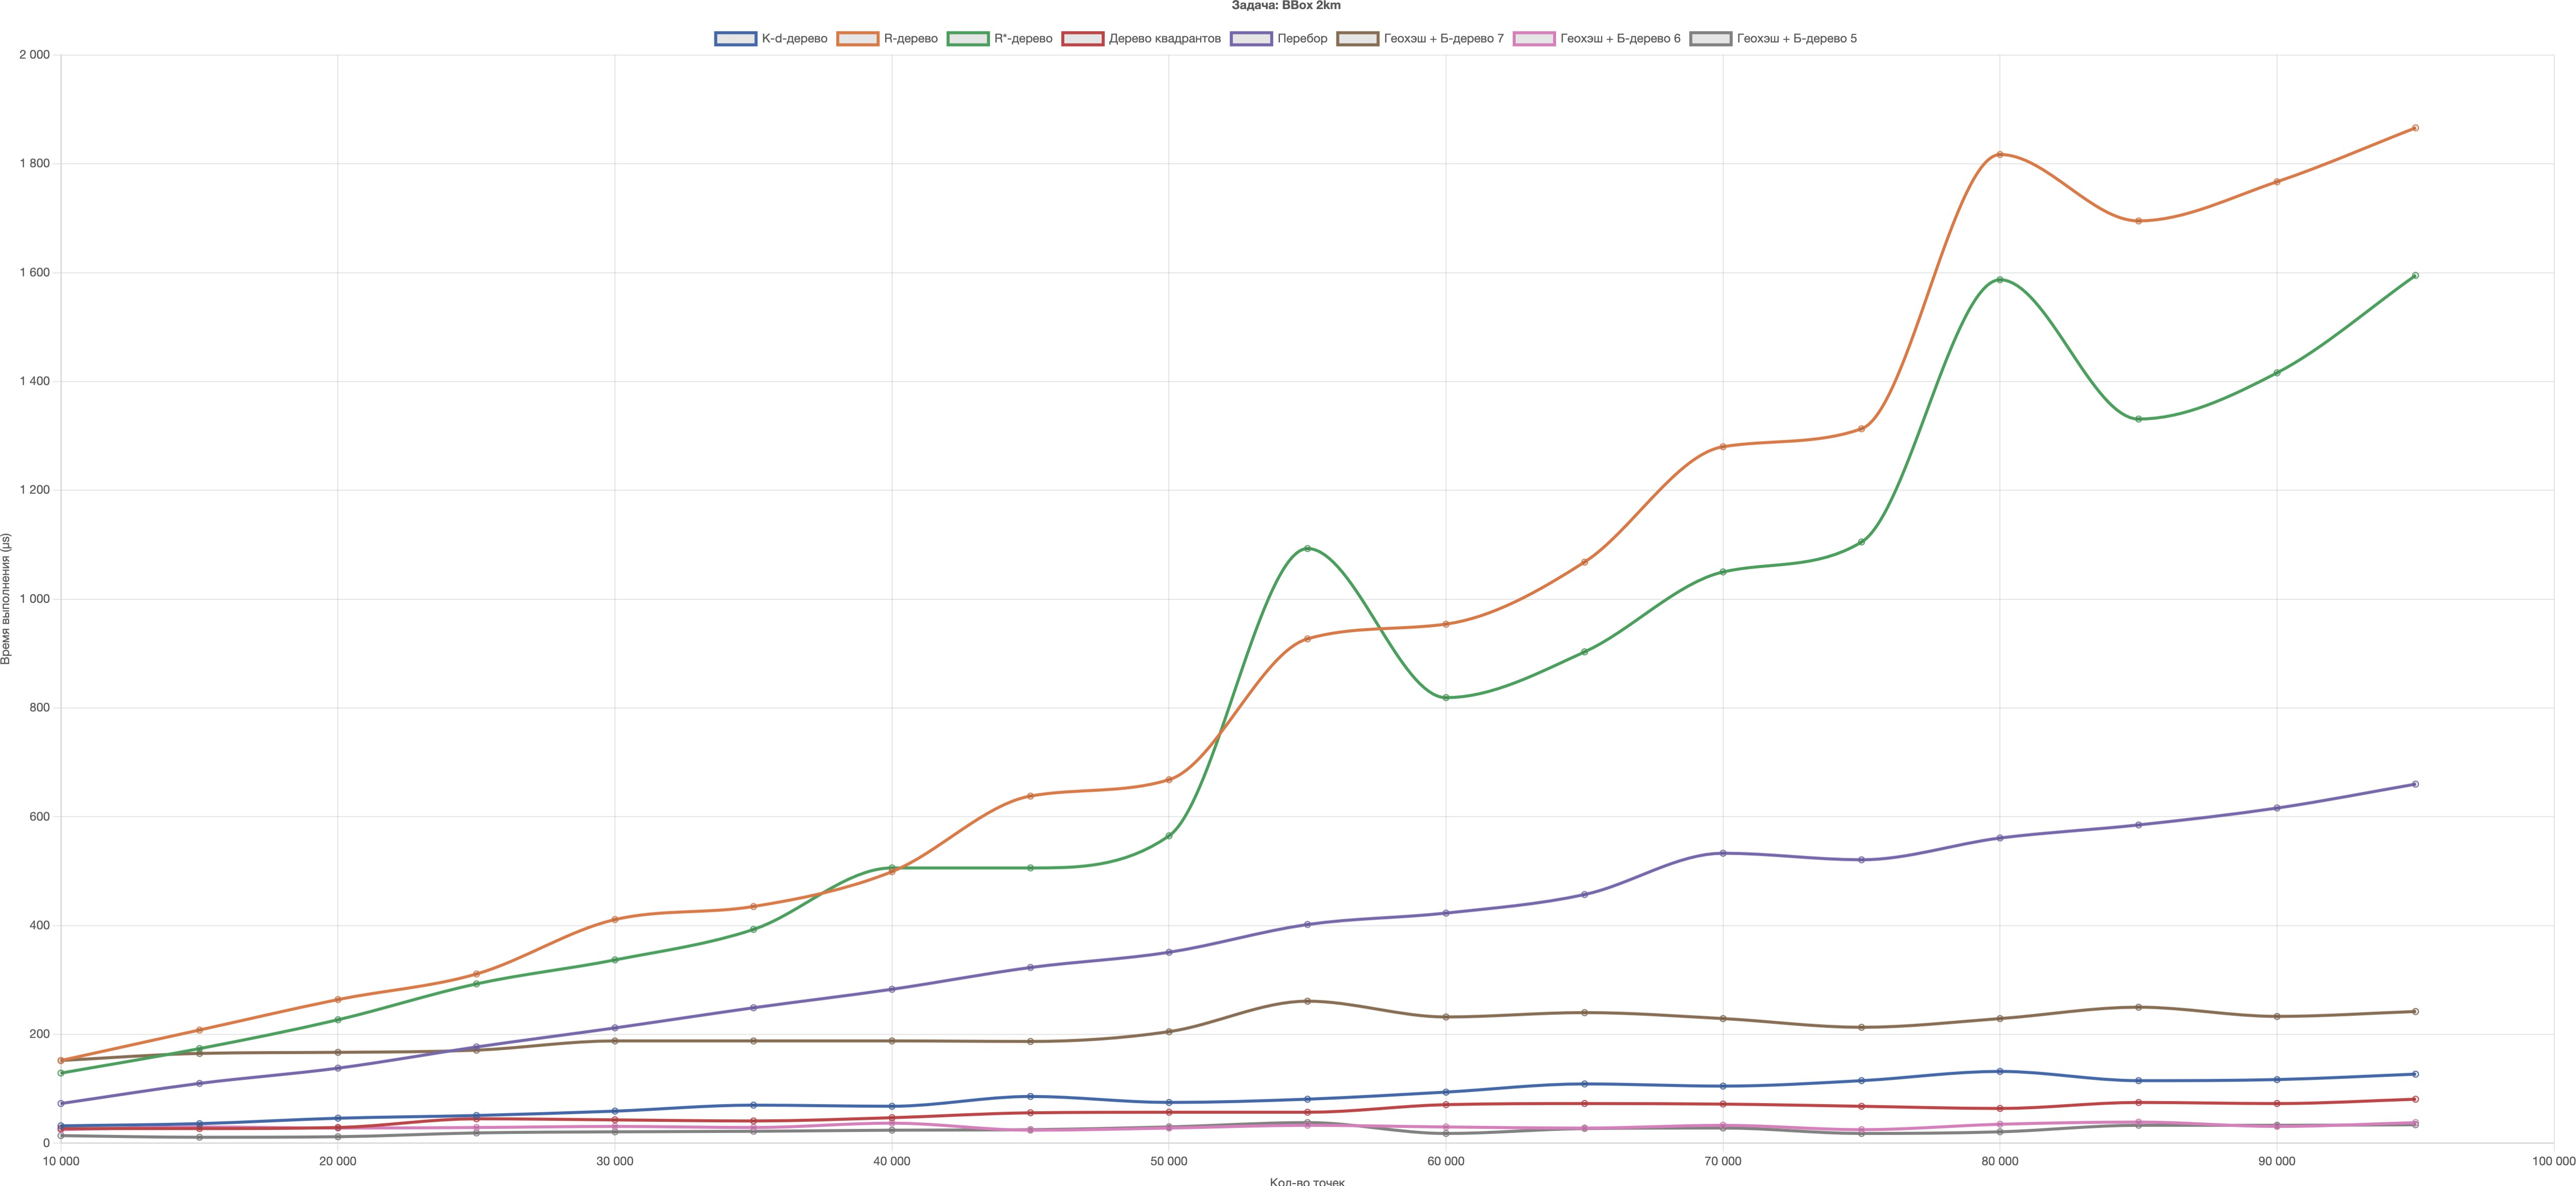 Задача: BBox 2km
K-d-дерево R-дерево R*-дерево Дерево квадрантов Перебор Геохэш + Б-дерево 7 Геохэш + Б-дерево 6 Геохэш + Б-дерево 5
2 000
1 800
1 600
1 400
1 200
1 000
800
600
400
200
0
Время выполнения (μs)
10 000 20 000 30 000 40 000 50 000 60 000 70 000 80 000 90 000 100 000
Кол-во точек